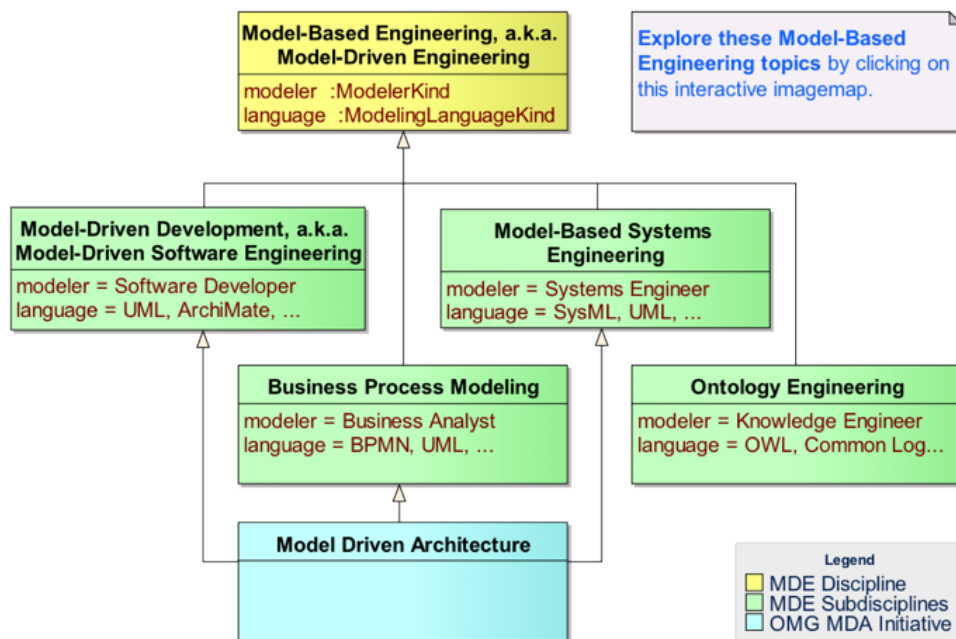 Model-Based Engineering, a.k.a.
Model-Driven Engineering
modeler  :ModelerKind
language  :ModelingLanguageKind
Explore these Model-Based
Engineering topics by clicking on
this interactive imagemap.
Model-Driven Development, a.k.a.
Model-Driven Software Engineering
modeler = Software Developer
language = UML, ArchiMate, ...
Model-Based Systems
Engineering
modeler = Systems Engineer
language = SysML, UML, ...
Business Process Modeling
modeler = Business Analyst
language = BPMN, UML, ...
Ontology Engineering
modeler = Knowledge Engineer
language = OWL, Common Log...
Model Driven Architecture
Legend
MDE Discipline
MDE Subdisciplines
OMG MDA Initiative